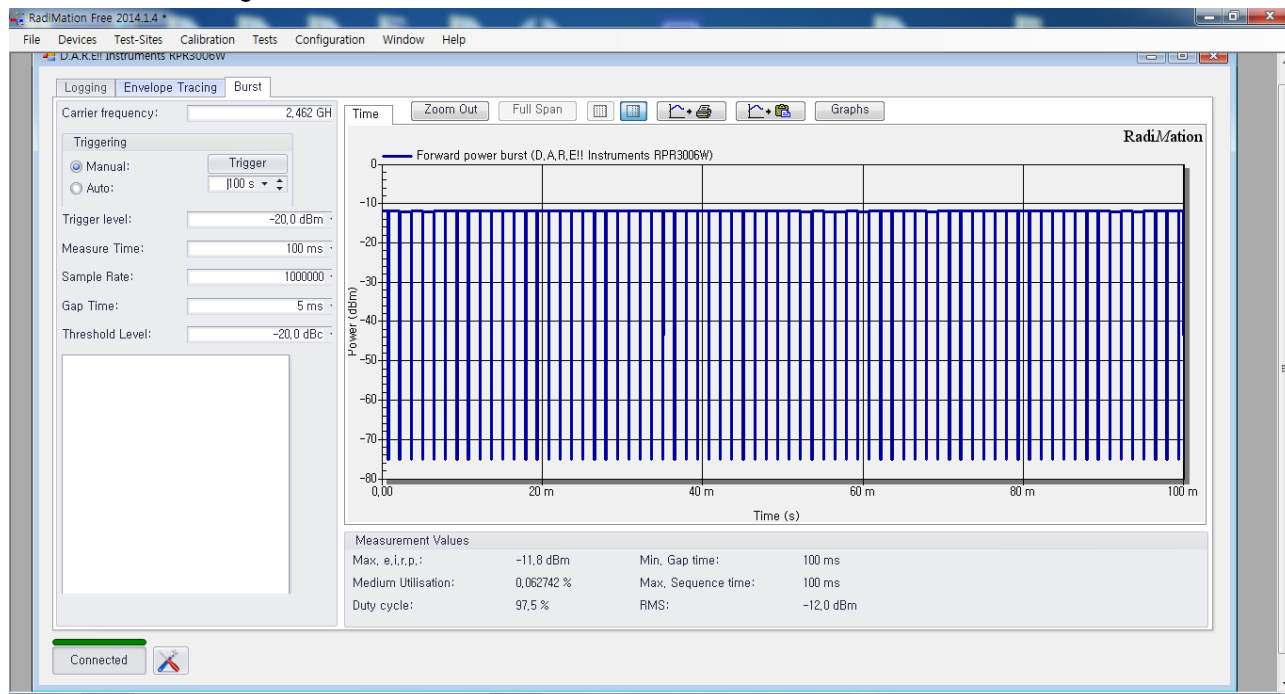 RadiMation Free 2014.1.4 *
File Devices Test-Sites Calibration Tests Configuration Window Help
D.A.R.E!! Instruments RPR3006W
Logging Envelope Tracing Burst
Carrier frequency: 2,462 GH
Triggering
Manual: Trigger
Auto: 100 s
Trigger level: -20,0 dBm
Measure Time: 100 ms
Sample Rate: 1000000
Gap Time: 5 ms
Threshold Level: -20,0 dBc
Time Zoom Out Full Span Graphs
RadiMation
Forward power burst (D,A,R,E!! Instruments RPR3006W)
Power (dBm)
0
-10
-20
-30
-40
-50
-60
-70
-80
0,00 20 m 40 m 60 m 80 m 100 m
Time (s)
Measurement Values
Max, e,i,r,p,: -11,8 dBm Min, Gap time: 100 ms
Medium Utilisation: 0,062742 % Max, Sequence time: 100 ms
Duty cycle: 97,5 % RMS: -12,0 dBm
Connected